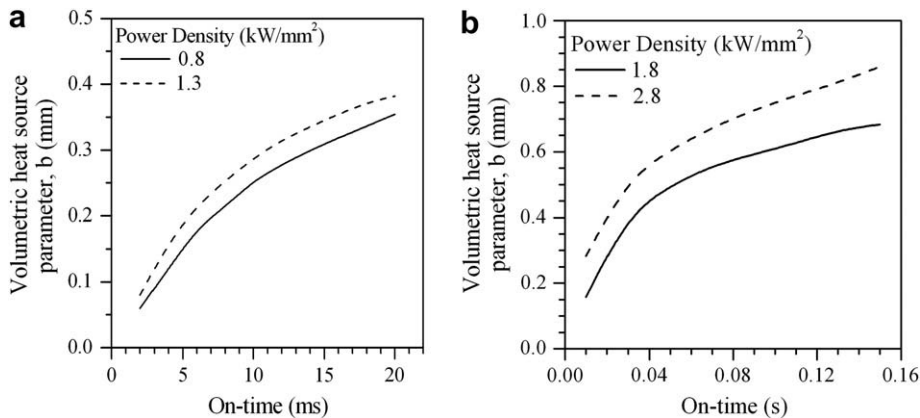 a
Power Density (kW/mm²)
0.8
1.3
Volumetric heat source
parameter, b (mm)
0.5
0.4
0.3
0.2
0.1
0.0
0
5
10
15
20
On-time (ms)
b
Power Density (kW/mm²)
1.8
2.8
Volumetric heat source
parameter, b (mm)
1.0
0.8
0.6
0.4
0.2
0.0
0.00
0.04
0.08
0.12
0.16
On-time (s)